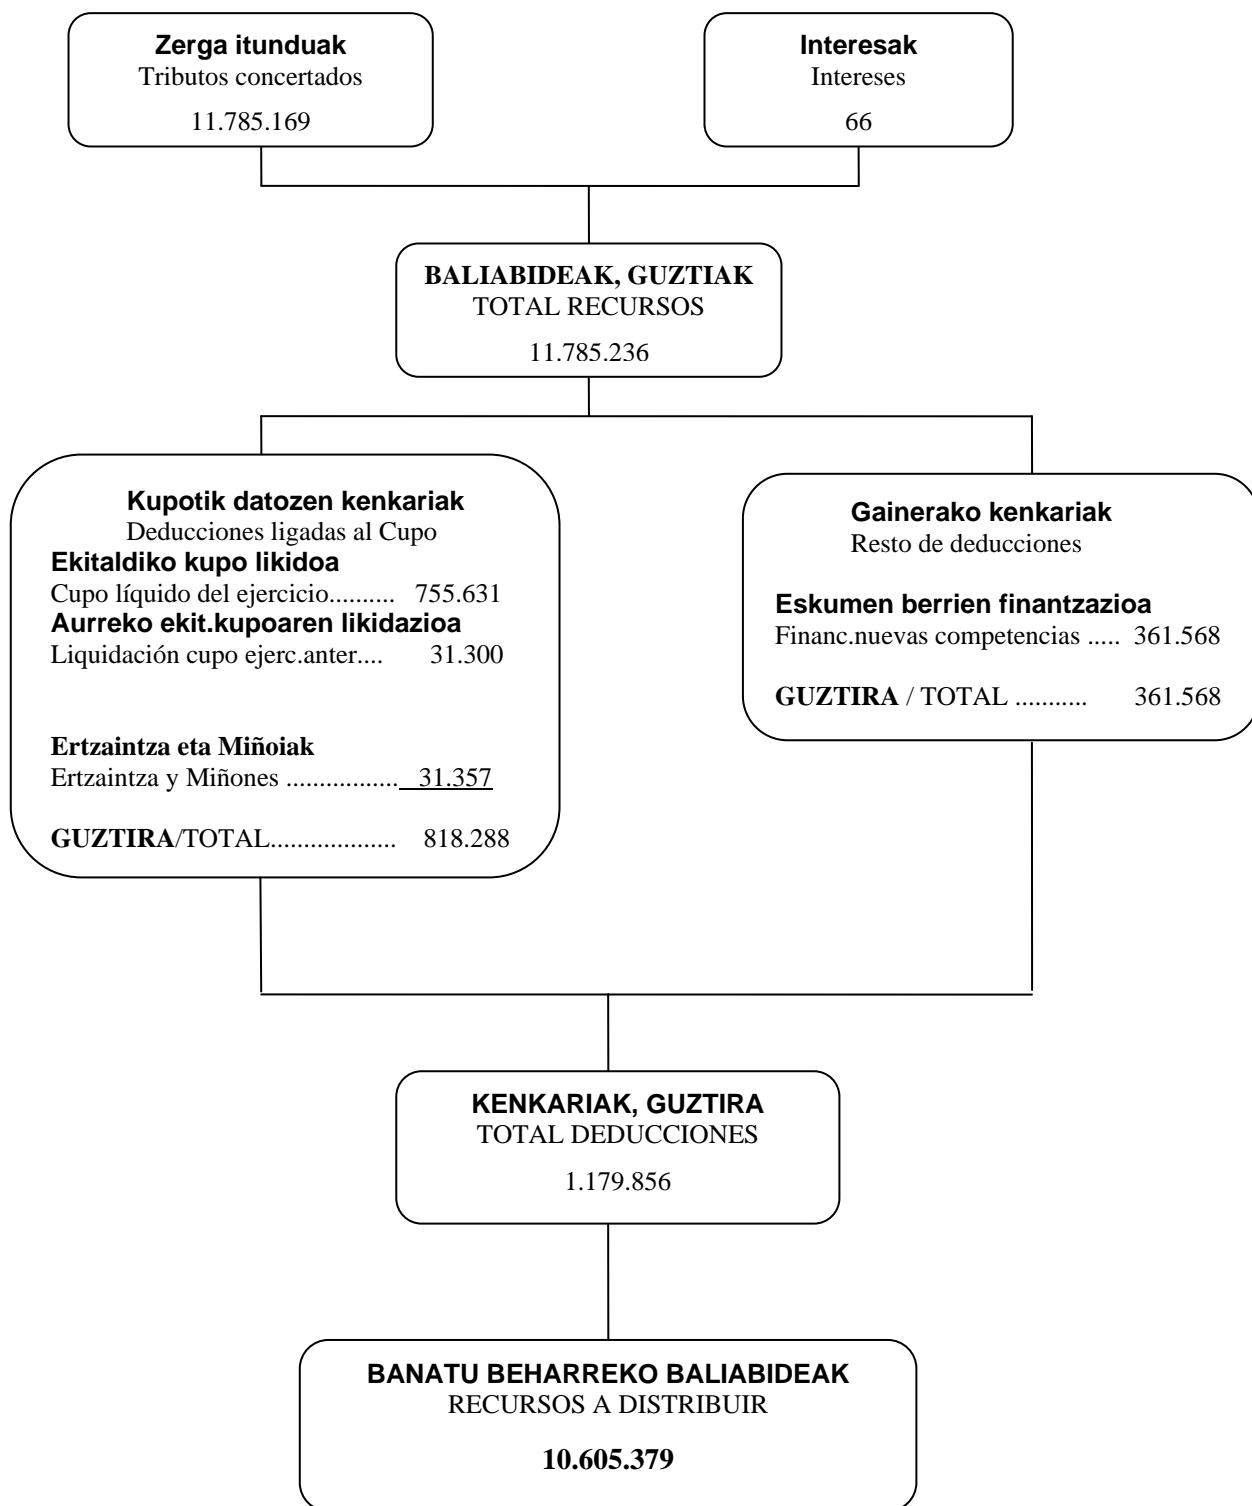 Zerga itunduak
Tributos concertados
11.785.169
Interesak
Intereses
66
BALIABIDEAK, GUZTIAK
TOTAL RECURSOS
11.785.236
Kupotik datozen kenkariak
Deducciones ligadas al Cupo
Ekitaldiko kupo likidoa
Cupo líquido del ejercicio.......... 755.631
Aurreko ekit.kupoaren likidazioa
Liquidación cupo ejerc.anter.... 31.300
Ertzaintza eta Miñoiak
Ertzaintza y Miñones ................. 31.357
GUZTIRA/TOTAL................... 818.288
Gainerako kenkariak
Resto de deducciones
Eskumen berrien finantzazioa
Financ.nuevas competencias ..... 361.568
GUZTIRA / TOTAL ........... 361.568
KENKARIAK, GUZTIRA
TOTAL DEDUCCIONES
1.179.856
BANATU BEHARREKO BALIABIDEAK
RECURSOS A DISTRIBUIR
10.605.379